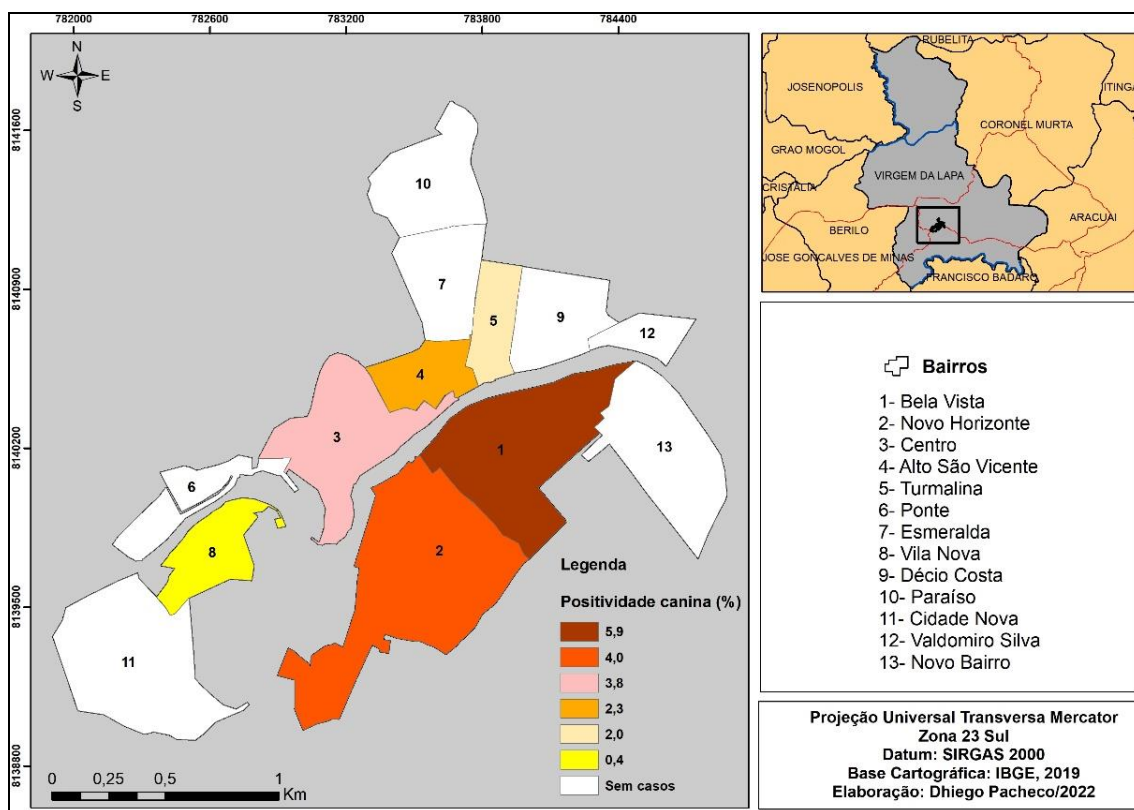 782000 782600 783200 783800 784400
8141600
8140900
8140200
8139500
8138800
N
W E
S
10
7
5
9
12
4
3
1
13
6
2
8
11
Legenda
Positividade canina (%)
5,9
4,0
3,8
2,3
2,0
0,4
Sem casos
0 0,25 0,5 1
Km
RUBELITA
JOSENOPOLIS
ITINGA
CORONEL MURTA
GRAO MOGOL
VIRGEM DA LAPA
CRISTALIA
ARACUAI
BERILO
JOSE GONCALVES DE MINAS
FRANCISCO BADARO
Bairros
1- Bela Vista
2- Novo Horizonte
3- Centro
4- Alto São Vicente
5- Turmalina
6- Ponte
7- Esmeralda
8- Vila Nova
9- Décio Costa
10- Paraíso
11- Cidade Nova
12- Valdomiro Silva
13- Novo Bairro
Projeção Universal Transversa Mercator
Zona 23 Sul
Datum: SIRGAS 2000
Base Cartográfica: IBGE, 2019
Elaboração: Dhiego Pacheco/2022